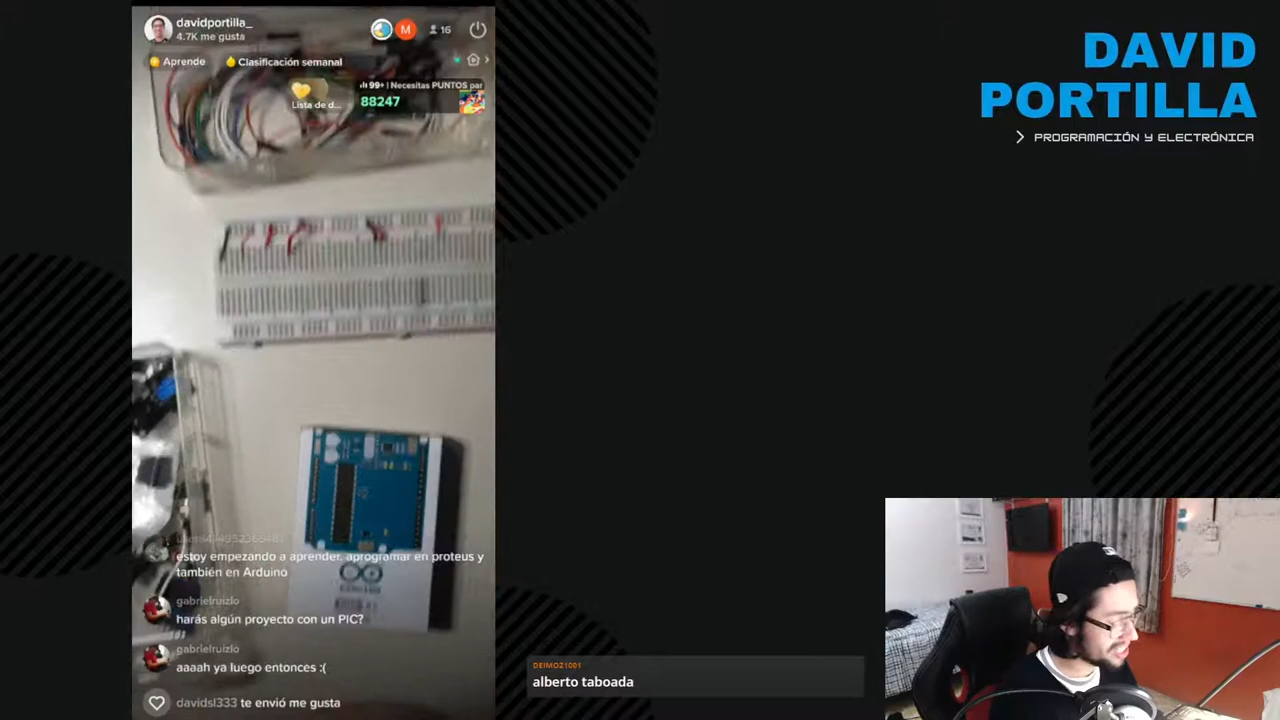 davidportilla_
4.7K me gusta
M
16
Aprende
Clasificación semanal
Lista de d...
99+ | Necesitas PUNTOS par
88247
estoy empezando a aprender. aprogramar en proteus y
también en Arduino
gabrielruizlo
harás algún proyecto con un PIC?
gabrielruizlo
aaaah ya luego entonces :(
davidsl333 te envió me gusta
DAVID
PORTILLA
PROGRAMACIÓN Y ELECTRÓNICA
DEIMOZ1001
alberto taboada